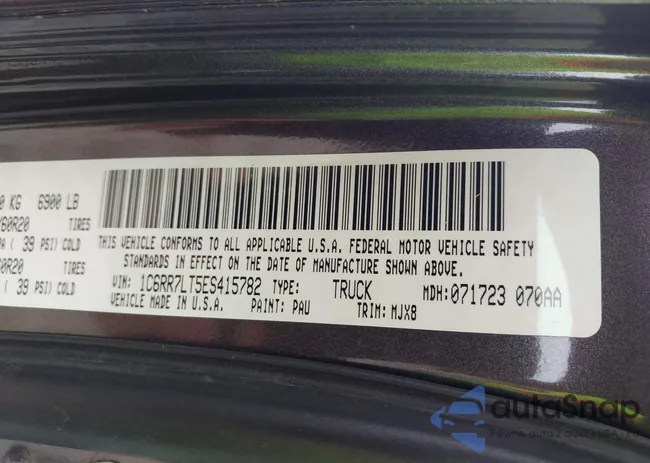 0 KG 6900 LB
60R20 TIRES
( 39 PSI) COLD
60R20 TIRES
( 39 PSI) COLD
THIS VEHICLE CONFORMS TO ALL APPLICABLE U.S.A. FEDERAL MOTOR VEHICLE SAFETY
STANDARDS IN EFFECT ON THE DATE OF MANUFACTURE SHOWN ABOVE.
VIN: 1C6RR7LT5ES415782 TYPE: TRUCK MDH:071723 070AA
VEHICLE MADE IN U.S.A. PAINT: PAU TRIM: MJX8
autoSnap